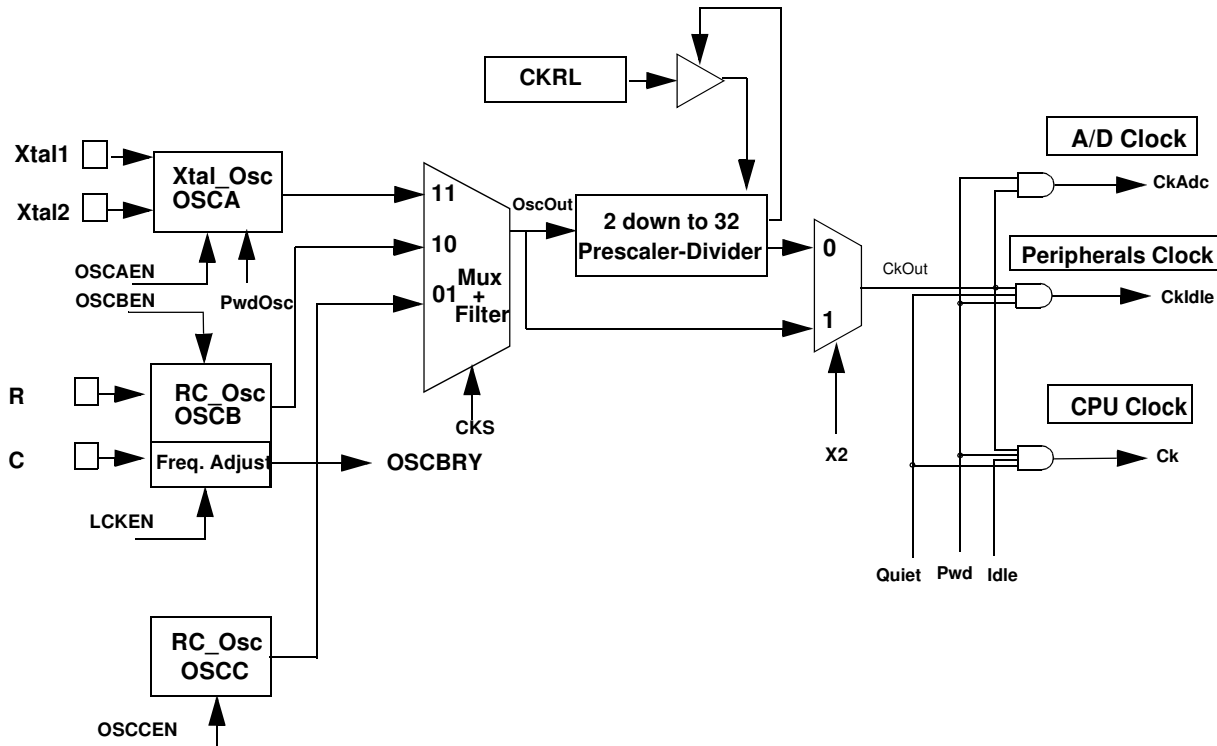 CKRL
A/D Clock
CkAdc
Xtal1
Xtal2
Xtal_Osc
OSCA
11
10
01
Mux
+
Filter
OscOut
2 down to 32
Prescaler-Divider
0
1
CkOut
Peripherals Clock
CkIdle
OSCAEN
OSCBEN
PwdOsc
R
C
RC_Osc
OSCB
Freq. Adjust
OSCBRY
CKS
X2
CPU Clock
Ck
LCKEN
Quiet
Pwd
Idle
RC_Osc
OSCC
OSCCEN